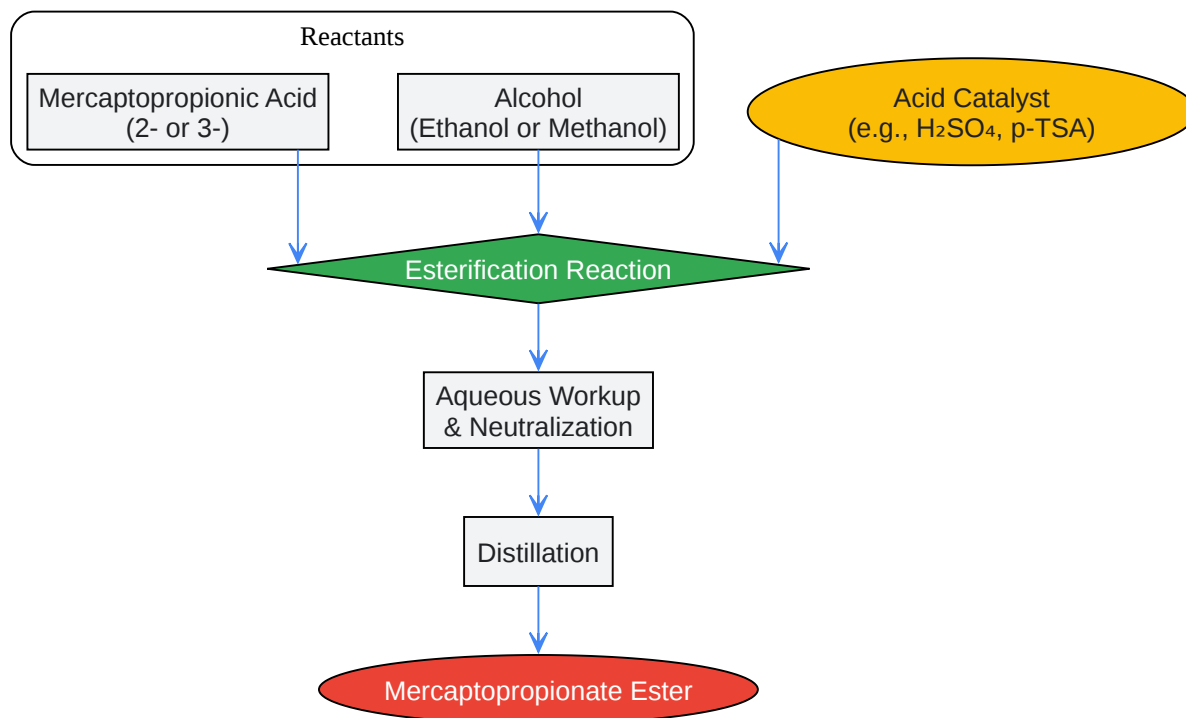 Reactants
Mercaptopropionic Acid
(2- or 3-)
Alcohol
(Ethanol or Methanol)
Acid Catalyst
(e.g., H₂SO₄, p-TSA)
Esterification Reaction
Aqueous Workup
& Neutralization
Distillation
Mercaptopropionate Ester